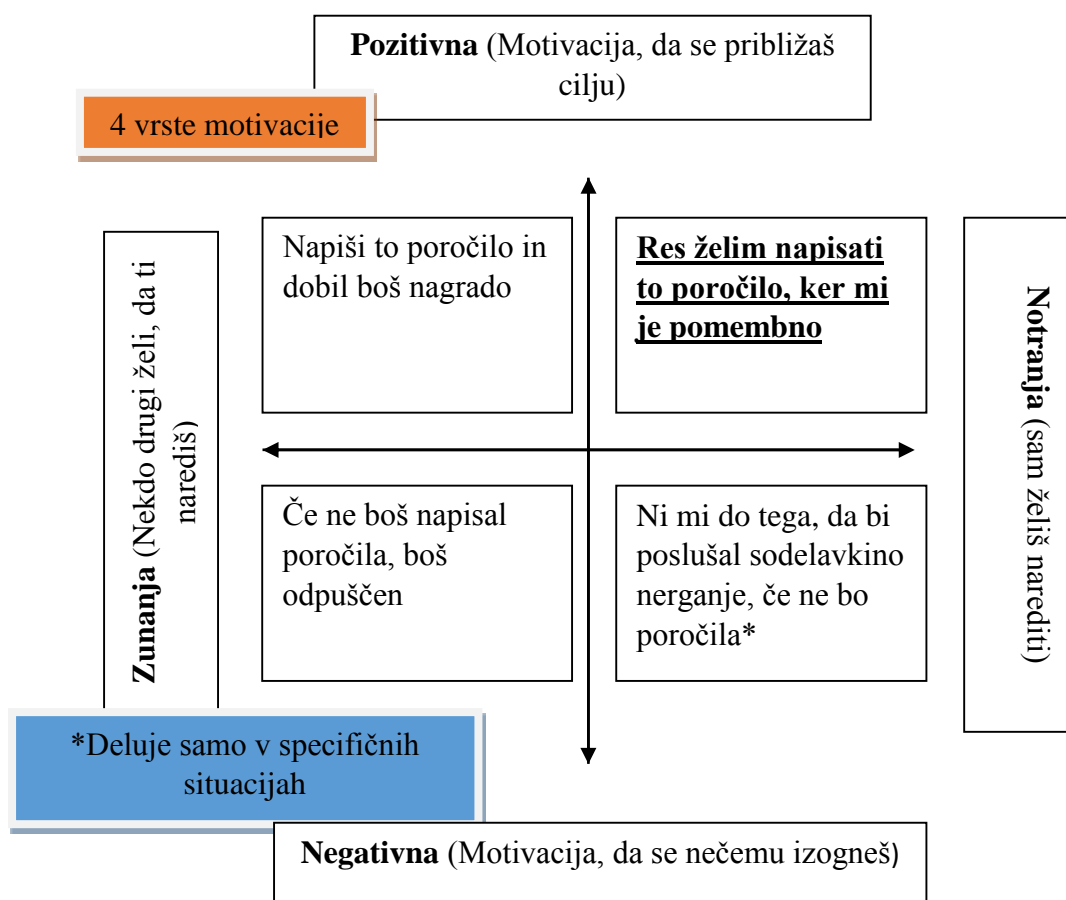 Pozitivna (Motivacija, da se približaš
cilju)
4 vrste motivacije
Zunanja (Nekdo drugi želi, da ti
narediš)
Napiši to poročilo in
dobil boš nagrado
Res želim napisati
to poročilo, ker mi
je pomembno
Notranja (sam želiš narediti)
Če ne boš napisal
poročila, boš
odpuščen
Ni mi do tega, da bi
poslušal sodelavkino
nerganje, če ne bo
poročila*
*Deluje samo v specifičnih
situacijah
Negativna (Motivacija, da se nečemu izogneš)